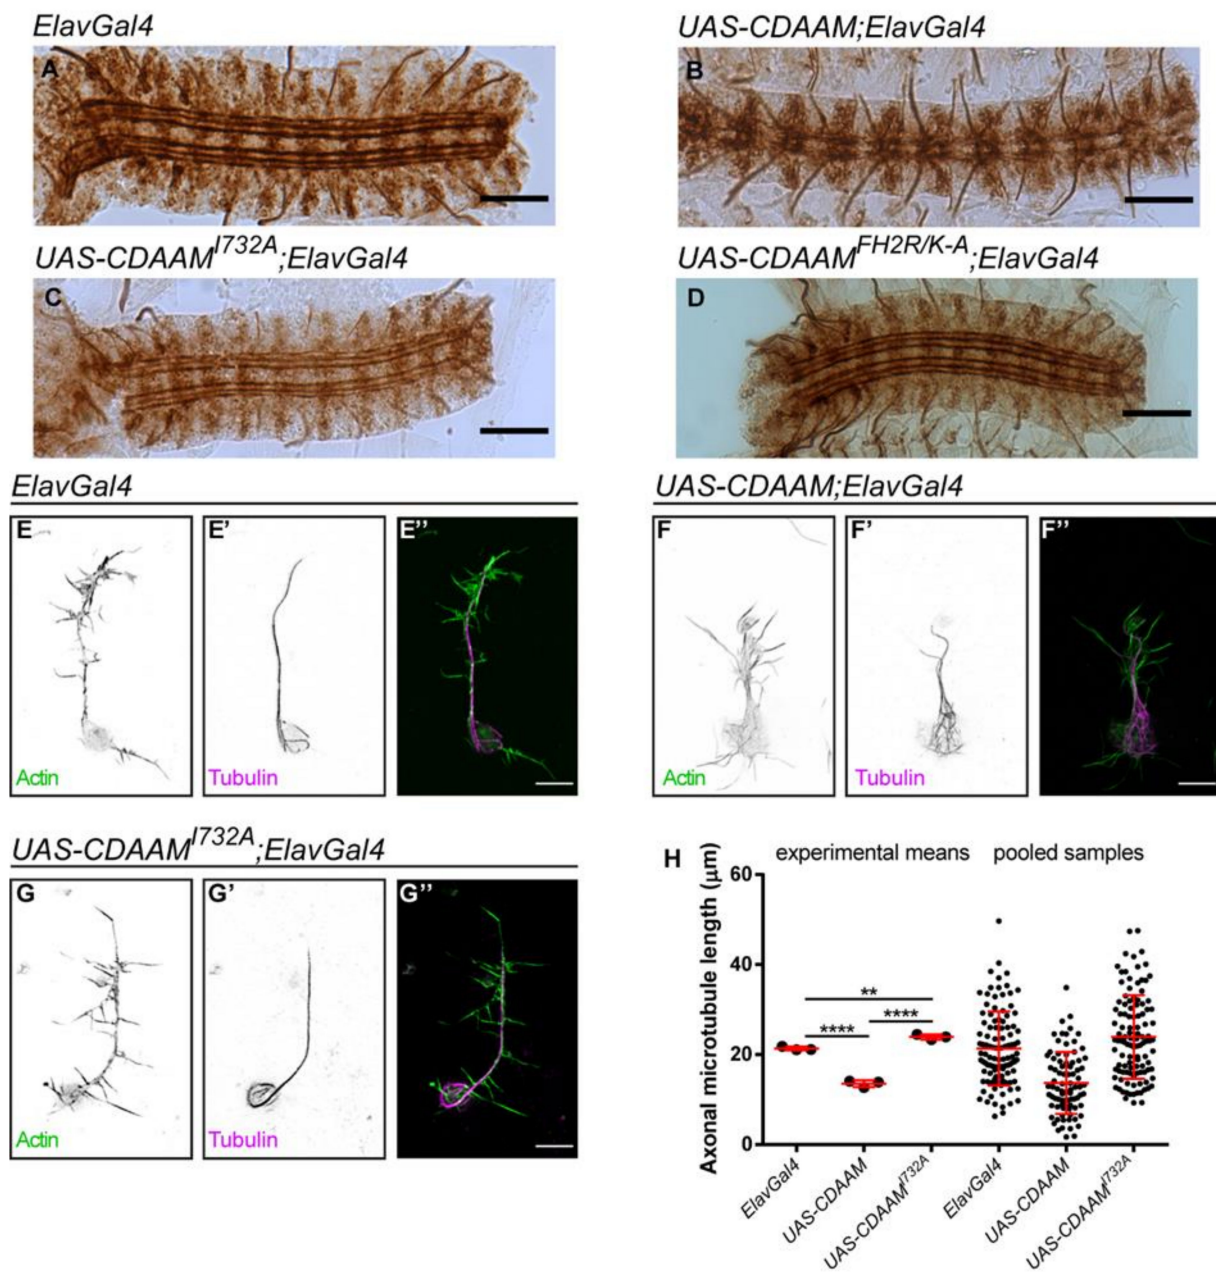 ElavGal4 UAS-CDAAM;ElavGal4
A B
UAS-CDAAM^I732A;ElavGal4 UAS-CDAAM^FH2R/K-A;ElavGal4
C D
ElavGal4 UAS-CDAAM;ElavGal4
E E' E'' F F' F''
Actin Tubulin Actin Tubulin
UAS-CDAAM^I732A;ElavGal4
G G' G''
Actin Tubulin
H experimental means pooled samples
Axonal microtubule length (μm)
60
40
20
0
**
****
****
ElavGal4
UAS-CDAAM
UAS-CDAAM^I732A
ElavGal4
UAS-CDAAM
UAS-CDAAM^I732A